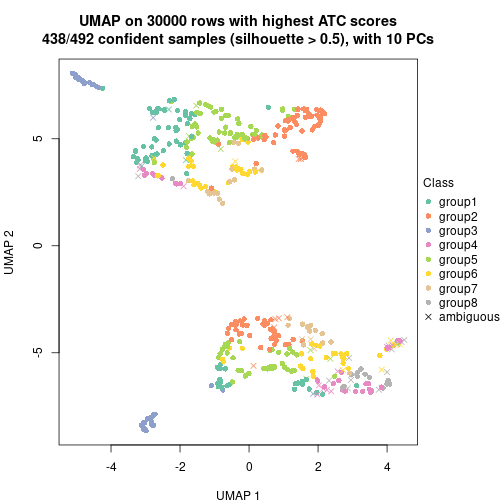 UMAP on 30000 rows with highest ATC scores
438/492 confident samples (silhouette > 0.5), with 10 PCs
UMAP 2
5
0
-5
-4
-2
0
2
4
UMAP 1
Class
group1
group2
group3
group4
group5
group6
group7
group8
ambiguous